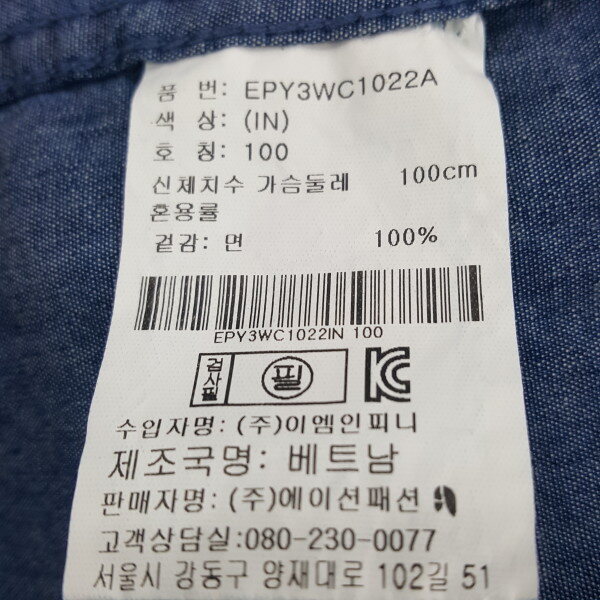 품 번: EPY3WC1022A
색 상: (IN)
호 칭: 100
신체치수 가슴둘레 100cm
혼용률
겉감: 면 100%
EPY3WC1022IN 100
검사필 필
수입자명: (주)이엠인피니
제조국명: 베트남
판매자명: (주)에이션패션
고객상담실:080-230-0077
서울시 강동구 양재대로 102길 51